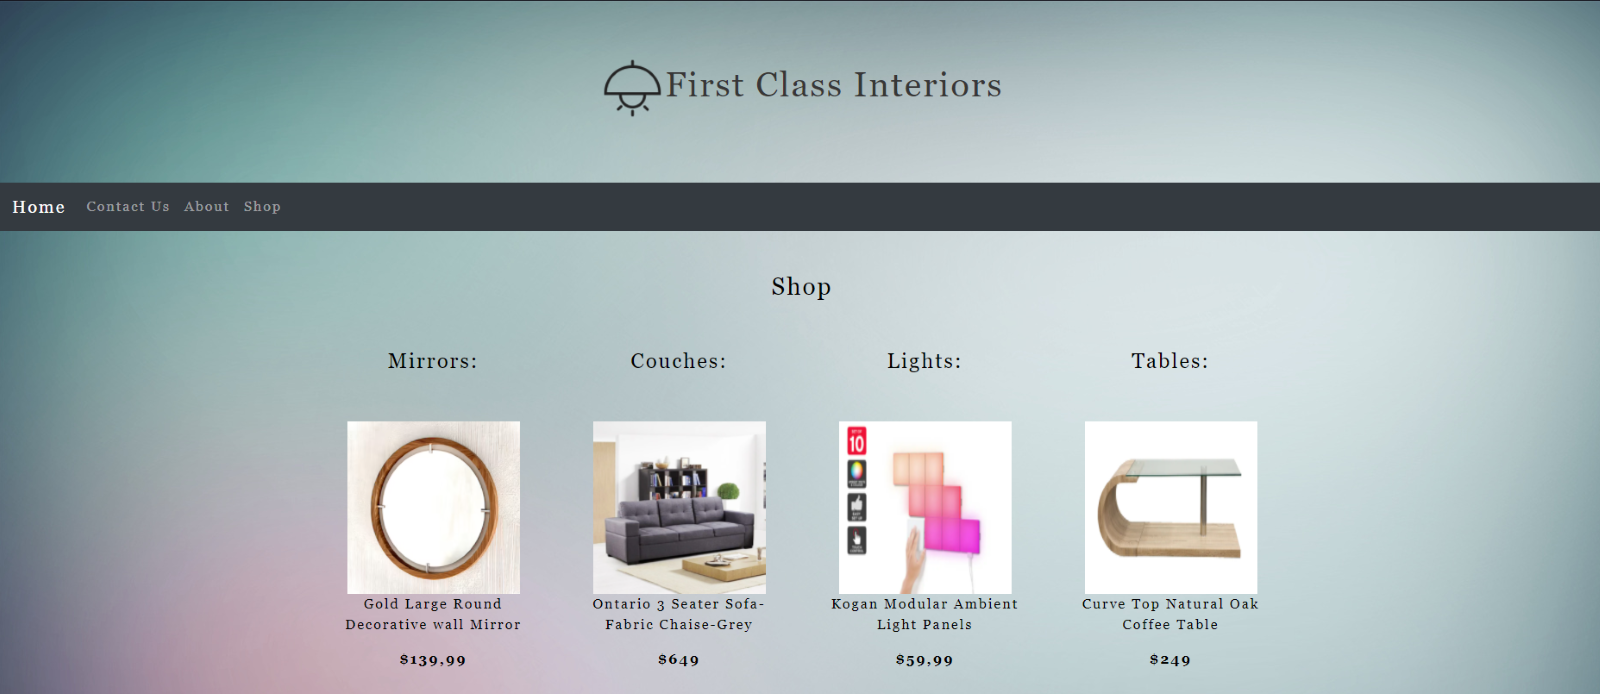 First Class Interiors
Home Contact Us About Shop
Shop
Mirrors: Couches: Lights: Tables:
10
Gold Large Round
Decorative wall Mirror
$139,99
Ontario 3 Seater Sofa-
Fabric Chaise-Grey
$649
Kogan Modular Ambient
Light Panels
$59,99
Curve Top Natural Oak
Coffee Table
$249